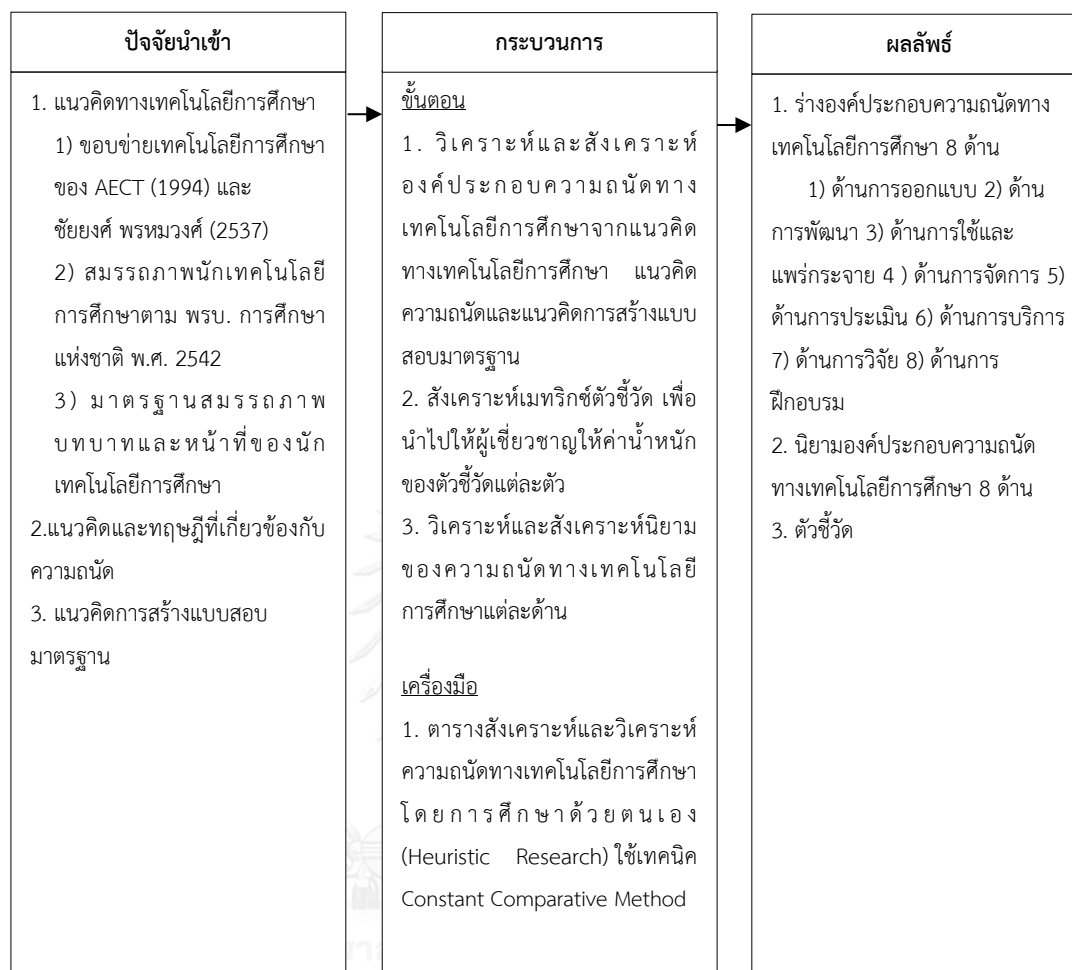 ปัจจัยนำเข้า
1. แนวคิดทางเทคโนโลยีการศึกษา
1) ขอบข่ายเทคโนโลยีการศึกษา
ของ AECT (1994) และ
ชัยยงศ์ พรหมวงศ์ (2537)
2) สมรรถภาพนักเทคโนโลยี
การศึกษาตาม พรบ. การศึกษา
แห่งชาติ พ.ศ. 2542
3) มาตรฐานสมรรถภาพ
บทบาทและหน้าที่ของนัก
เทคโนโลยีการศึกษา
2.แนวคิดและทฤษฎีที่เกี่ยวข้องกับ
ความถนัด
3. แนวคิดการสร้างแบบสอบ
มาตรฐาน
กระบวนการ
ขั้นตอน
1. วิเคราะห์และสังเคราะห์
องค์ประกอบความถนัดทาง
เทคโนโลยีการศึกษาจากแนวคิด
ทางเทคโนโลยีการศึกษา แนวคิด
ความถนัดและแนวคิดการสร้างแบบ
สอบมาตรฐาน
2. สังเคราะห์เมทริกซ์ตัวชี้วัด เพื่อ
นำไปให้ผู้เชี่ยวชาญให้ค่าน้ำหนัก
ของตัวชี้วัดแต่ละตัว
3. วิเคราะห์และสังเคราะห์นิยาม
ของความถนัดทางเทคโนโลยี
การศึกษาแต่ละด้าน
เครื่องมือ
1. ตารางสังเคราะห์และวิเคราะห์
ความถนัดทางเทคโนโลยีการศึกษา
โดยการศึกษาด้วยตนเอง
(Heuristic Research) ใช้เทคนิค
Constant Comparative Method
ผลลัพธ์
1. ร่างองค์ประกอบความถนัดทาง
เทคโนโลยีการศึกษา 8 ด้าน
1) ด้านการออกแบบ 2) ด้าน
การพัฒนา 3) ด้านการใช้และ
แพร่กระจาย 4 ) ด้านการจัดการ 5)
ด้านการประเมิน 6) ด้านการบริการ
7) ด้านการวิจัย 8) ด้านการ
ฝึกอบรม
2. นิยามองค์ประกอบความถนัด
ทางเทคโนโลยีการศึกษา 8 ด้าน
3. ตัวชี้วัด